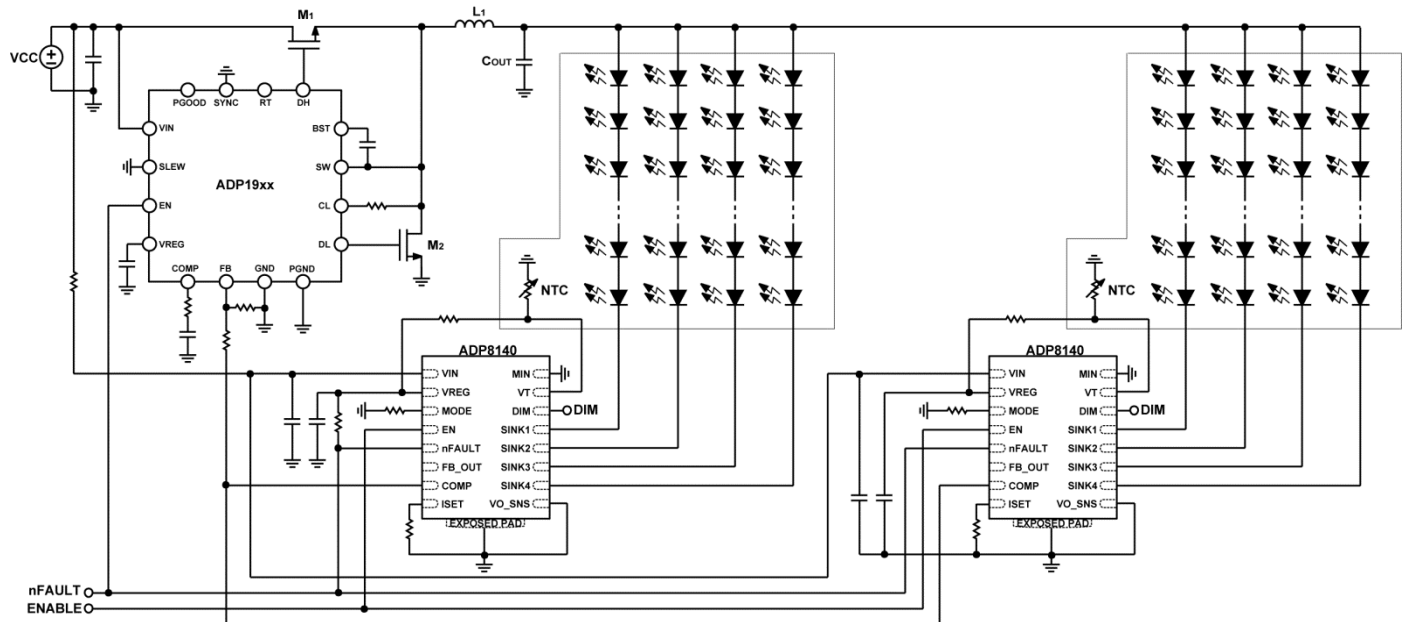 M1
L1
VCC
COUT
PGOOD
SYNC
RT
DH
VIN
BST
SLEW
SW
ADP19xx
EN
CL
VREG
DL
M2
COMP
FB
GND
PGND
NTC
NTC
ADP8140
VIN
MIN
VREG
VT
MODE
DIM
DIM
EN
SINK1
nFAULT
SINK2
FB_OUT
SINK3
COMP
SINK4
ISET
VO_SNS
EXPOSED PAD
ADP8140
VIN
MIN
VREG
VT
MODE
DIM
DIM
EN
SINK1
nFAULT
SINK2
FB_OUT
SINK3
COMP
SINK4
ISET
VO_SNS
EXPOSED PAD
nFAULT
ENABLE